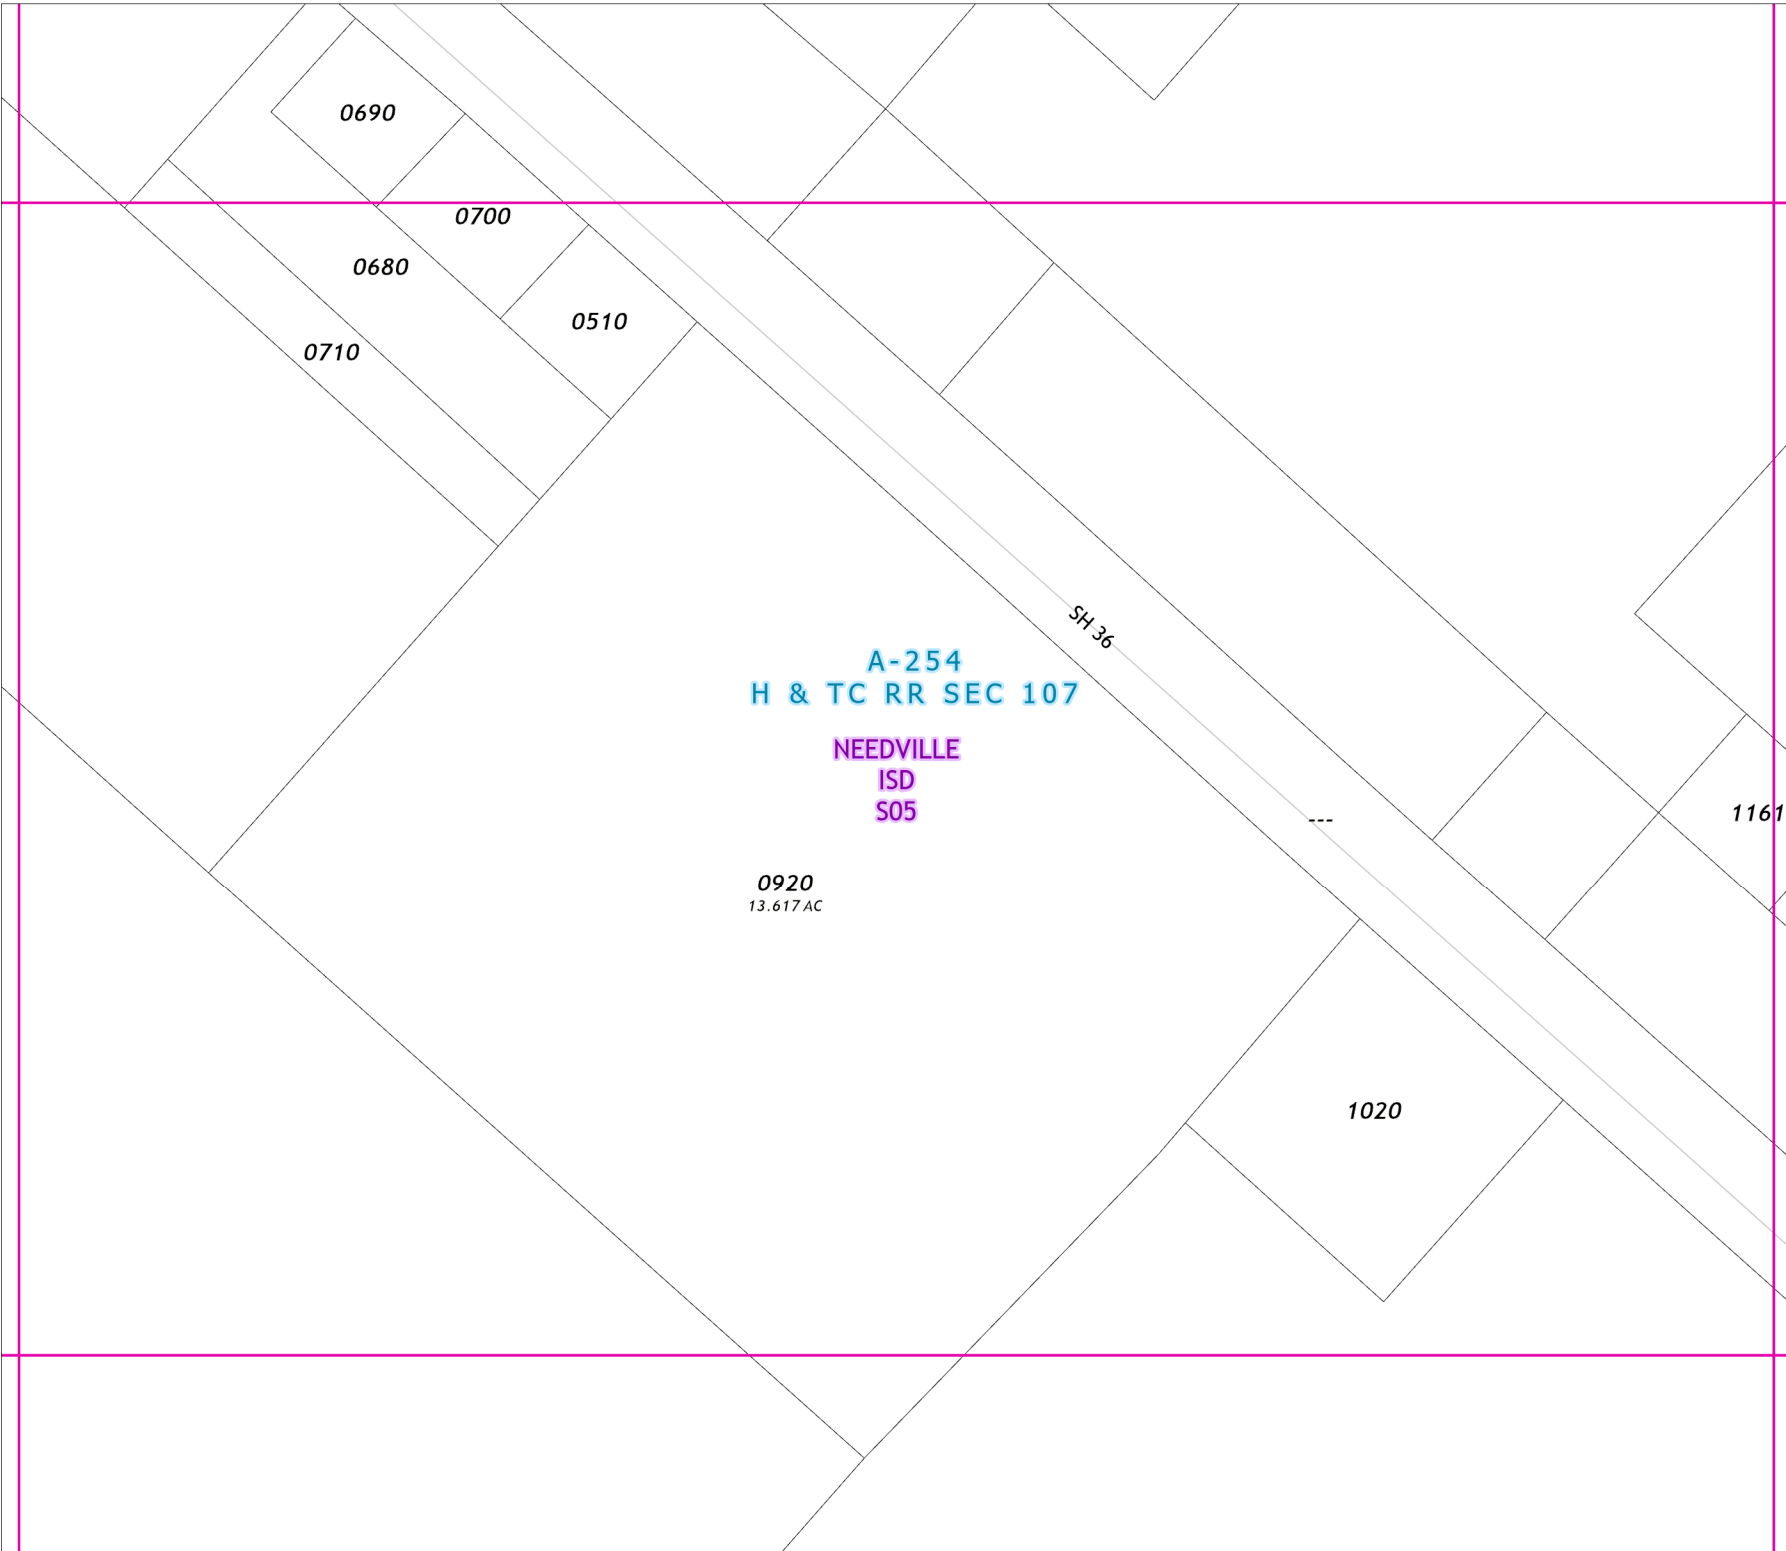 0690
0700
0680
0510
0710
SH 36
A-254
H & TC RR SEC 107
NEEDVILLE
ISD
S05
---
1161
0920
13.617 AC
1020